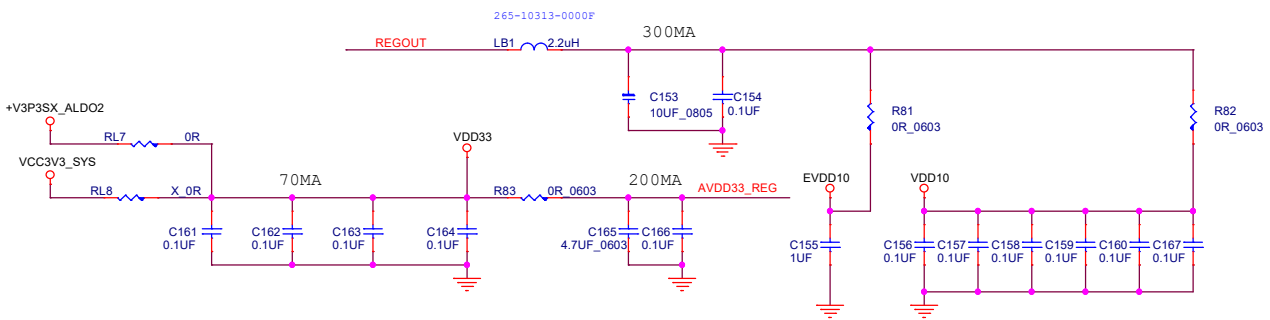 265-10313-0000F
REGOUT LB1 2.2uH 300MA
C153 10UF_0805
C154 0.1UF
R81 0R_0603
R82 0R_0603
+V3P3SX_ALDO2
RL7 0R
VCC3V3_SYS
RL8 X_0R
70MA
VDD33
R83 0R_0603
200MA
AVDD33_REG
EVDD10
VDD10
C161 0.1UF
C162 0.1UF
C163 0.1UF
C164 0.1UF
C165 4.7UF_0603
C166 0.1UF
C155 1UF
C156 0.1UF
C157 0.1UF
C158 0.1UF
C159 0.1UF
C160 0.1UF
C167 0.1UF